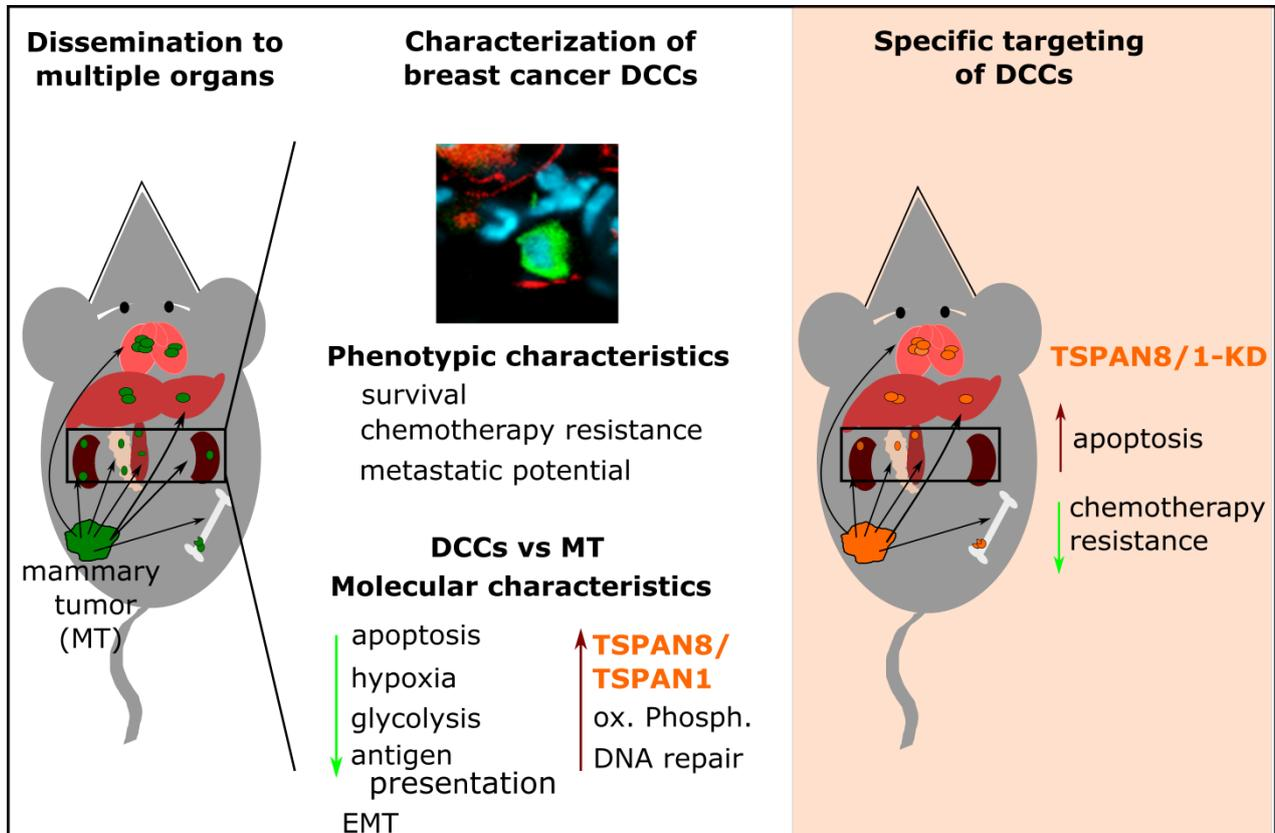 Dissemination to
multiple organs
mammary
tumor
(MT)
Characterization of
breast cancer DCCs
Phenotypic characteristics
survival
chemotherapy resistance
metastatic potential
DCCs vs MT
Molecular characteristics
apoptosis
hypoxia
glycolysis
antigen
presentation
EMT
TSPAN8/
TSPAN1
ox. Phosph.
DNA repair
Specific targeting
of DCCs
TSPAN8/1-KD
apoptosis
chemotherapy
resistance